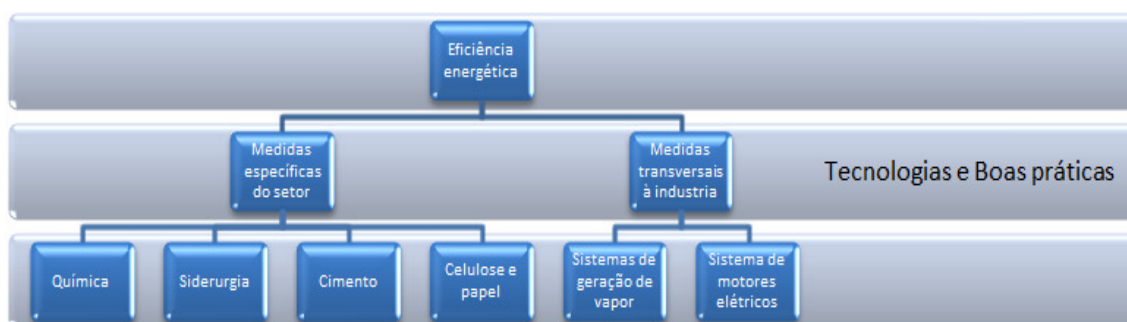 Eficiência
energética
Medidas
específicas
do setor
Medidas
transversais
à industria
Tecnologias e Boas práticas
Química
Siderurgia
Cimento
Celulose e
papel
Sistemas de
geração de
vapor
Sistema de
motores
elétricos